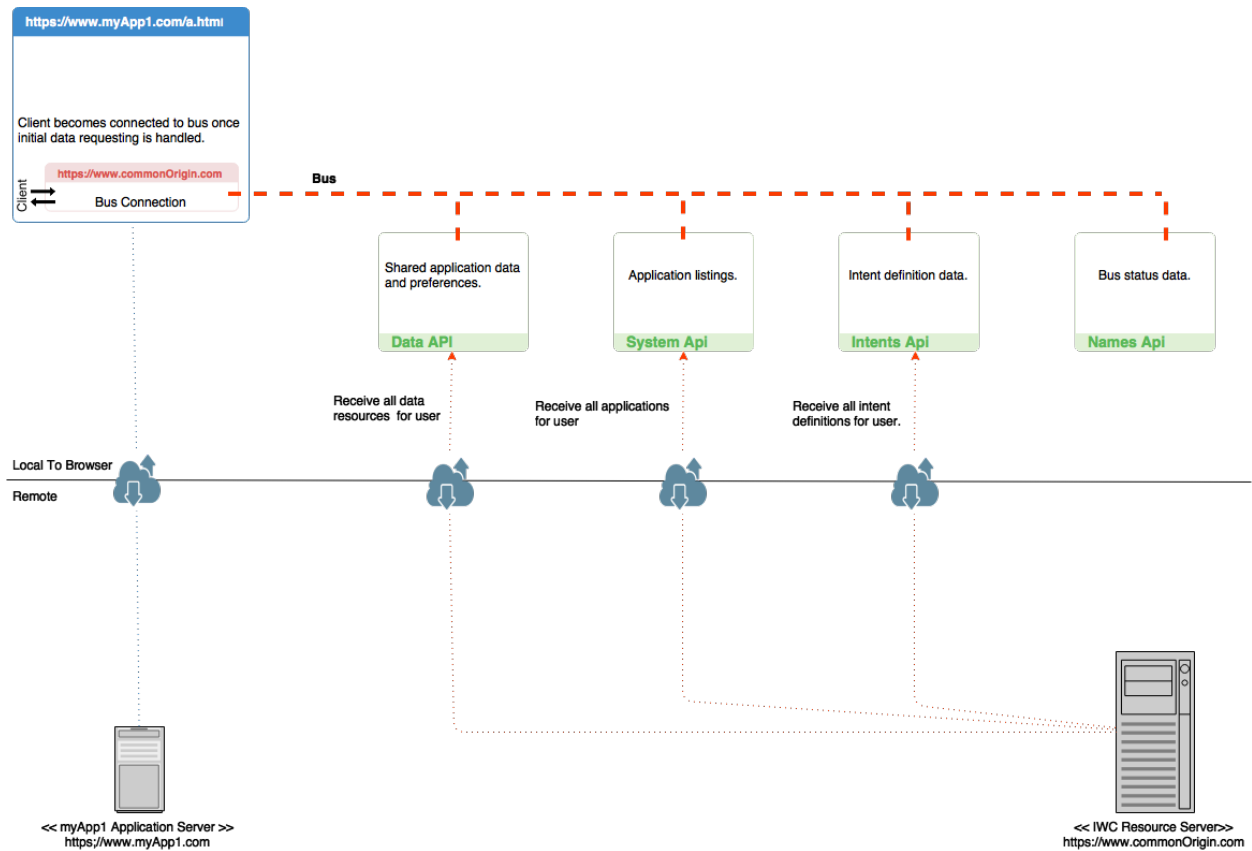 https://www.myApp1.com/a.html
Client becomes connected to bus once
initial data requesting is handled.
https://www.commonOrigin.com
Client
Bus Connection
Bus
Shared application data
and preferences.
Data API
Application listings.
System Api
Intent definition data.
Intents Api
Bus status data.
Names Api
Receive all data
resources for user
Receive all applications
for user
Receive all intent
definitions for user.
Local To Browser
Remote
<< myApp1 Application Server >>
https;/www.myApp1.com
<< IWC Resource Server>>
https://www.commonOrigin.com